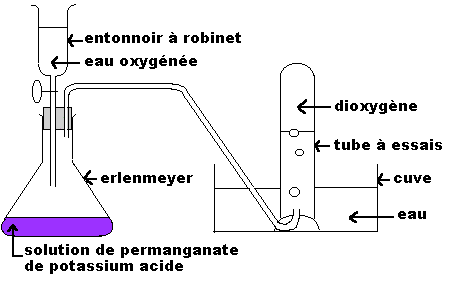 entonnoir à robinet
eau oxygénée
dioxygène
tube à essais
erlenmeyer
cuve
eau
solution de permanganate
de potassium acide